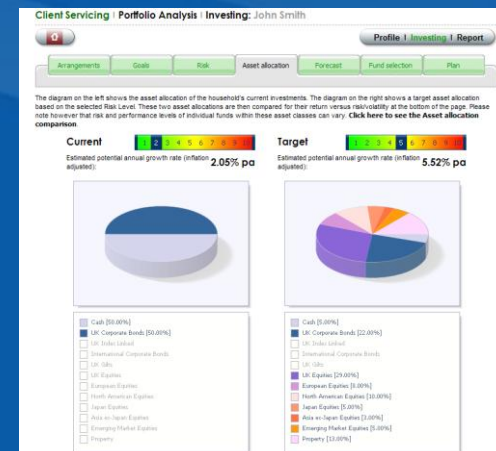 Client Servicing | Portfolio Analysis | Investing: John Smith
Profile | Investing | Report
Arrangements Goals Risk Asset allocation Forecast Fund selection Plan
The diagram on the left shows the asset allocation of the household's current investments. The diagram on the right shows a target asset allocation
based on the selected Risk Level. These two asset allocations are then compared for their return versus risk/volatility at the bottom of the page. Please
note however that risk and performance levels of individual funds within these asset classes can vary. Click here to see the Asset allocation
comparison.
Current 1 2 3 4 5 6 7 8 9 10
Estimated potential annual growth rate (inflation
adjusted): 2.05% pa
Target 1 2 3 4 5 6 7 8 9 10
Estimated potential annual growth rate (inflation
adjusted): 5.52% pa
Cash [50.00%]
UK Corporate Bonds [50.00%]
UK Index Linked
International Corporate Bonds
UK Gilts
UK Equities
European Equities
North American Equities
Japan Equities
Asia ex-Japan Equities
Emerging Market Equities
Property
Cash [5.00%]
UK Corporate Bonds [22.00%]
UK Index Linked
International Corporate Bonds
UK Gilts
UK Equities [29.00%]
European Equities [8.00%]
North American Equities [10.00%]
Japan Equities [5.00%]
Asia ex-Japan Equities [3.00%]
Emerging Market Equities [5.00%]
Property [13.00%]